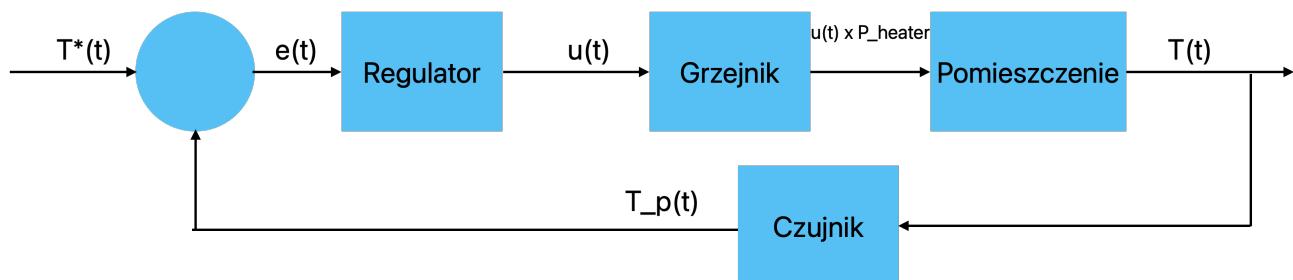 T*(t)
e(t)
Regulator
u(t)
Grzejnik
u(t) x P_heater
Pomieszczenie
T(t)
T_p(t)
Czujnik